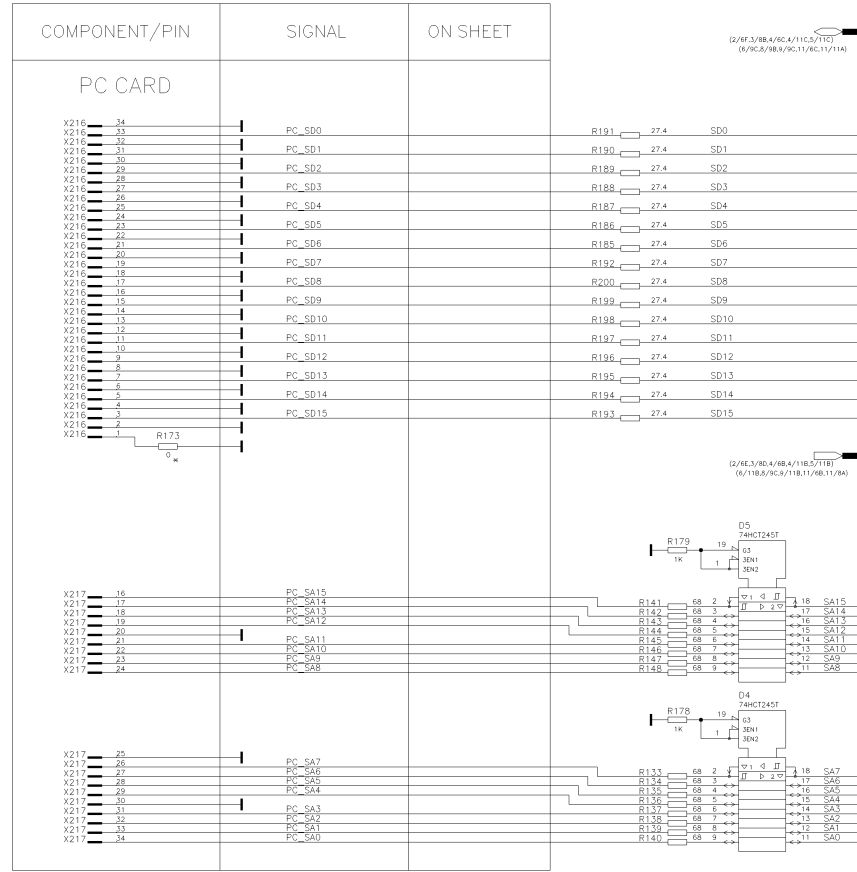 COMPONENT/PIN SIGNAL ON SHEET
(2/6F,3/8B,4/6C,4/11C,5/11C)
(6/9C,8/9B,9/9C,11/6C,11/11A)
PC CARD
X216 34
X216 33 PC_SD0 R191 27.4 SD0
X216 32
X216 31 PC_SD1 R190 27.4 SD1
X216 30
X216 29 PC_SD2 R189 27.4 SD2
X216 28
X216 27 PC_SD3 R188 27.4 SD3
X216 26
X216 25 PC_SD4 R187 27.4 SD4
X216 24
X216 23 PC_SD5 R186 27.4 SD5
X216 22
X216 21 PC_SD6 R185 27.4 SD6
X216 20
X216 19 PC_SD7 R192 27.4 SD7
X216 18
X216 17 PC_SD8 R200 27.4 SD8
X216 16
X216 15 PC_SD9 R199 27.4 SD9
X216 14
X216 13 PC_SD10 R198 27.4 SD10
X216 12
X216 11 PC_SD11 R197 27.4 SD11
X216 10
X216 9 PC_SD12 R196 27.4 SD12
X216 8
X216 7 PC_SD13 R195 27.4 SD13
X216 6
X216 5 PC_SD14 R194 27.4 SD14
X216 4
X216 3 PC_SD15 R193 27.4 SD15
X216 2
X216 1 R173
0 *
(2/6E,3/8D,4/6B,4/11B,5/11B)
(6/11B,8/9C,9/11B,11/6B,11/8A)
D5
74HCT245T
R179 19 G3
1K 1 3EN1
3EN2
X217 16 PC_SA15 R141 68 2 1 18 SA15
X217 17 PC_SA14 R142 68 3 2 17 SA14
X217 18 PC_SA13 R143 68 4 16 SA13
X217 19 PC_SA12 R144 68 5 15 SA12
X217 20
X217 21 PC_SA11 R145 68 6 14 SA11
X217 22 PC_SA10 R146 68 7 13 SA10
X217 23 PC_SA9 R147 68 8 12 SA9
X217 24 PC_SA8 R148 68 9 11 SA8
D4
74HCT245T
R178 19 G3
1K 1 3EN1
3EN2
X217 25
X217 26 PC_SA7 R133 68 2 1 18 SA7
X217 27 PC_SA6 R134 68 3 2 17 SA6
X217 28 PC_SA5 R135 68 4 16 SA5
X217 29 PC_SA4 R136 68 5 15 SA4
X217 30
X217 31 PC_SA3 R137 68 6 14 SA3
X217 32 PC_SA2 R138 68 7 13 SA2
X217 33 PC_SA1 R139 68 8 12 SA1
X217 34 PC_SA0 R140 68 9 11 SA0